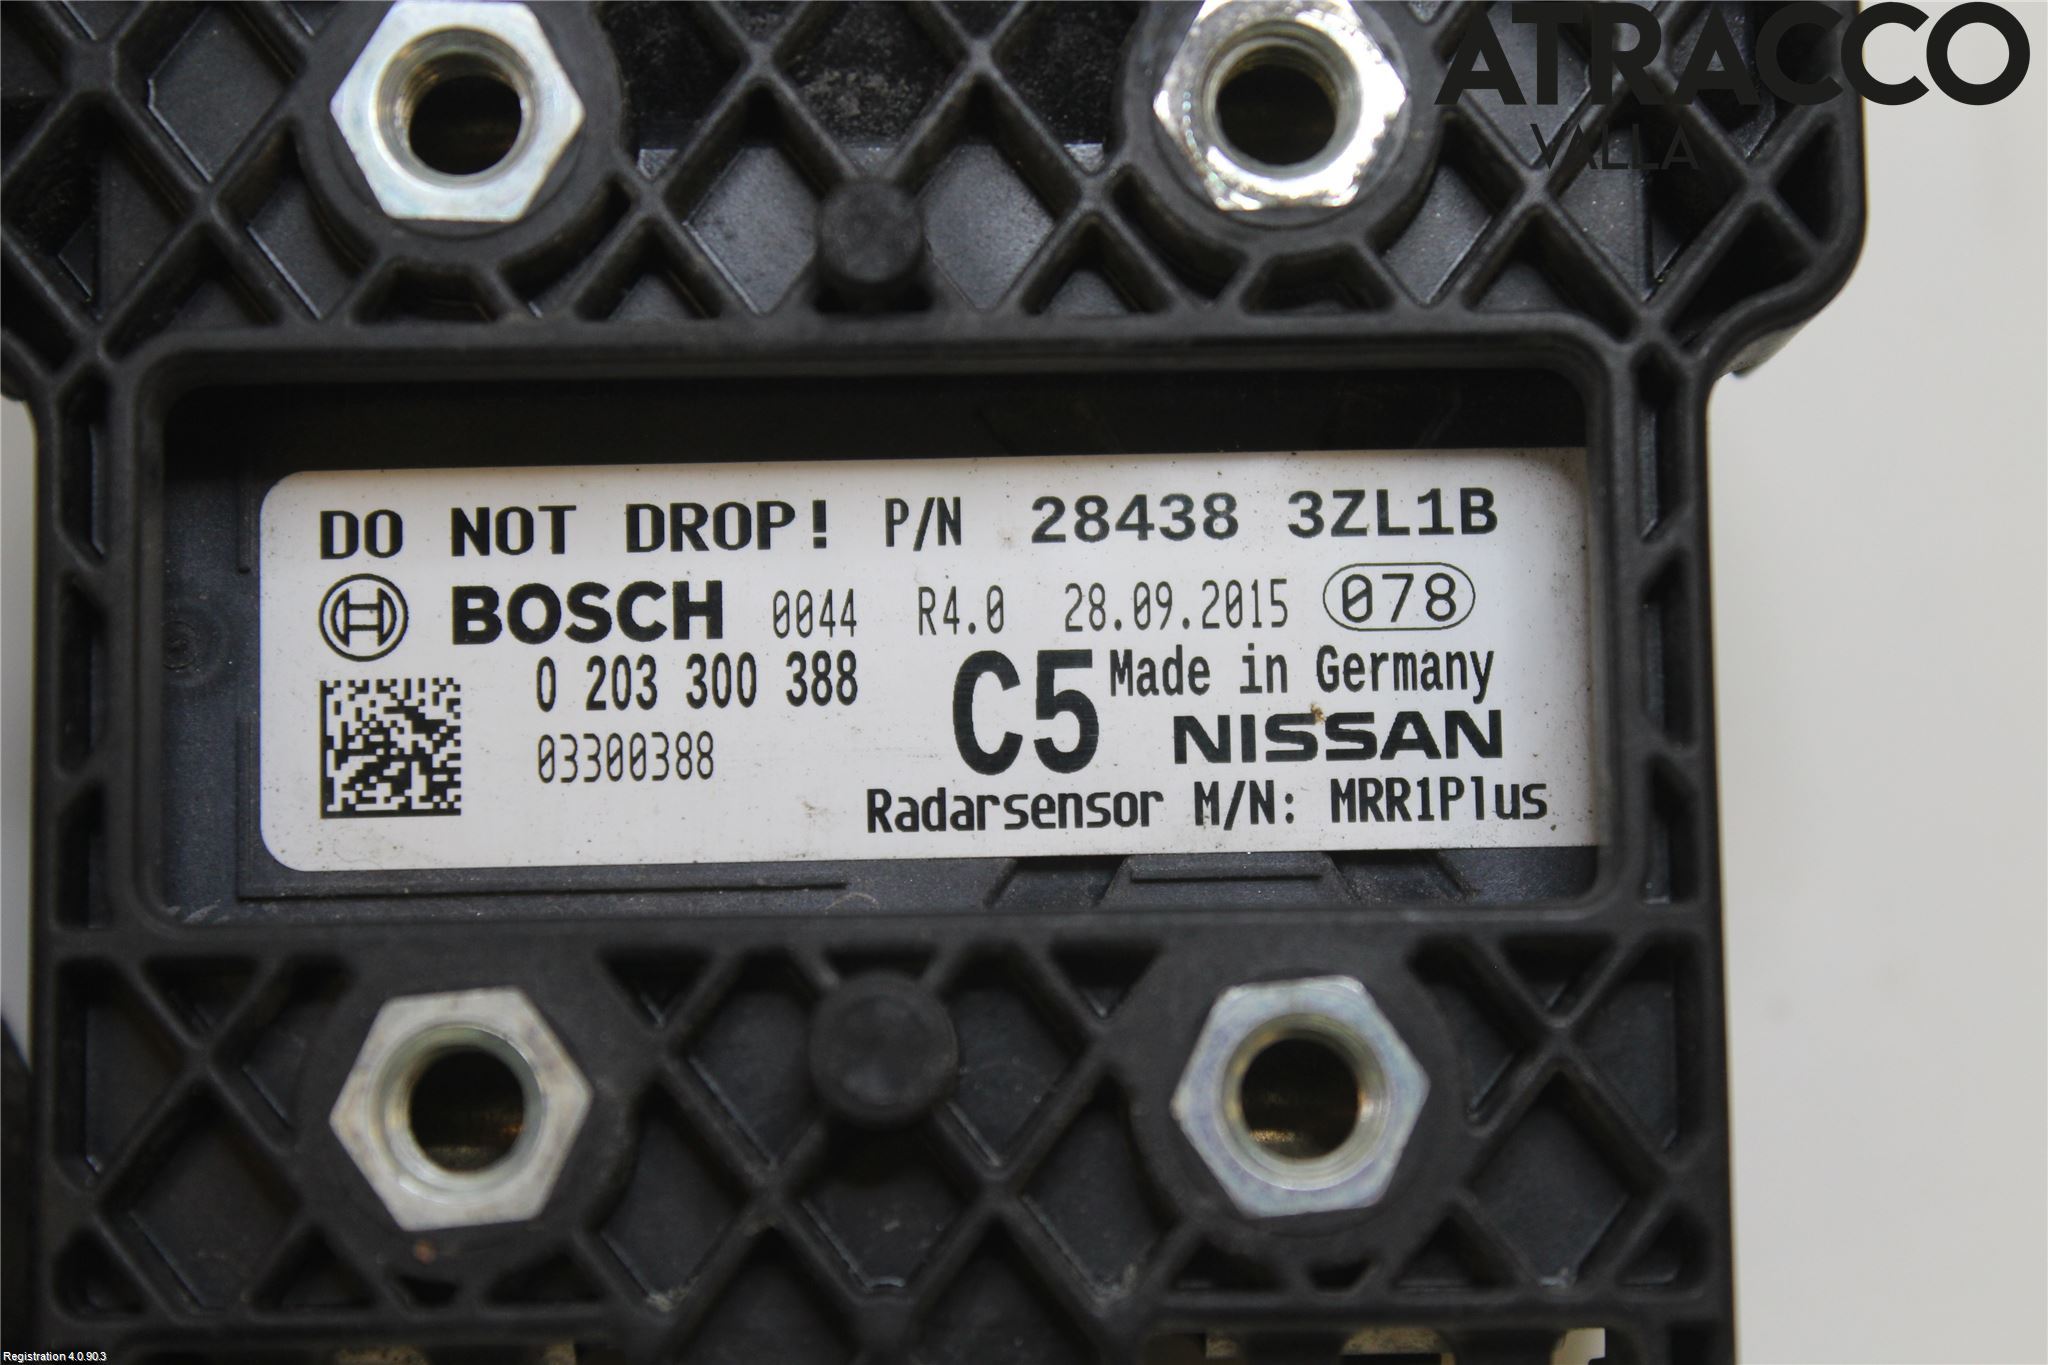 ATRACCO
VALLA
DO NOT DROP! P/N 28438 3ZL1B
BOSCH 0044 R4.0 28.09.2015 078
0 203 300 388 C5 Made in Germany
03300388 NISSAN
Radarsensor M/N: MRR1Plus
Registration 4.0.90.3